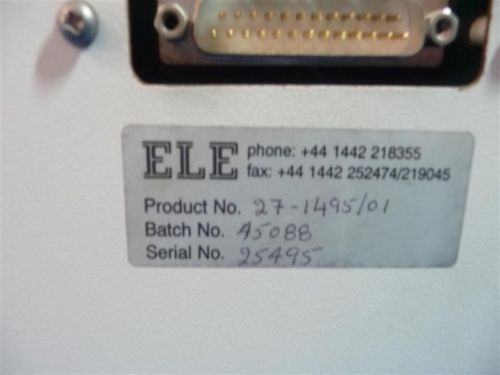 ELE phone: +44 1442 218355
fax: +44 1442 252474/219045
Product No. 27-1495/01
Batch No. A5088
Serial No. 25495